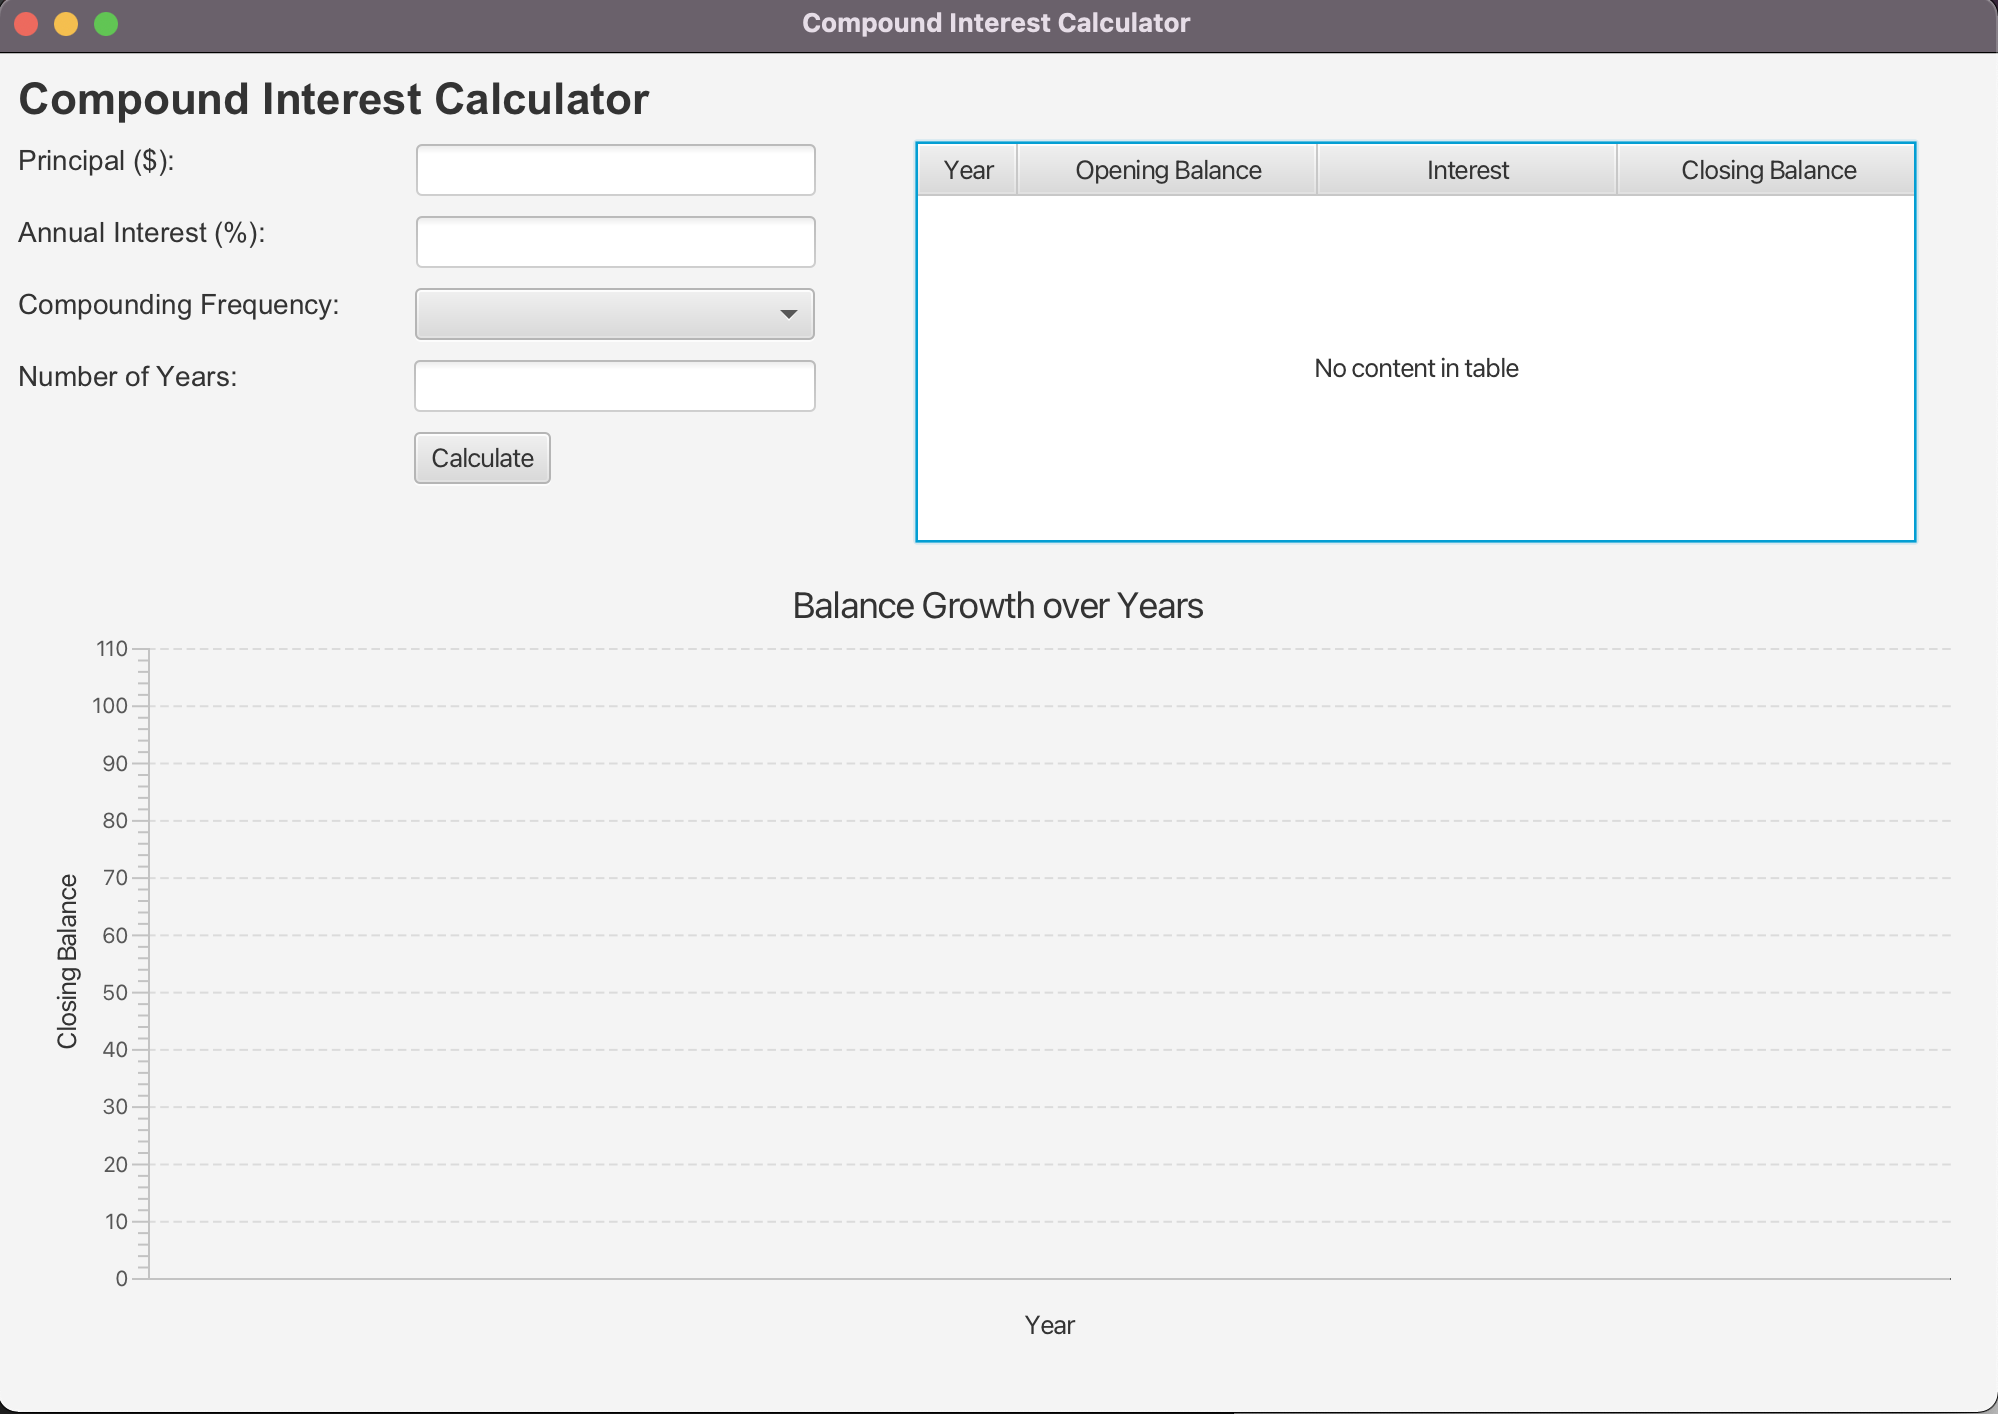 Compound Interest Calculator
Compound Interest Calculator
Principal ($):
Annual Interest (%):
Compounding Frequency:
Number of Years:
Calculate
Year Opening Balance Interest Closing Balance
No content in table
Balance Growth over Years
Closing Balance
110
100
90
80
70
60
50
40
30
20
10
0
Year